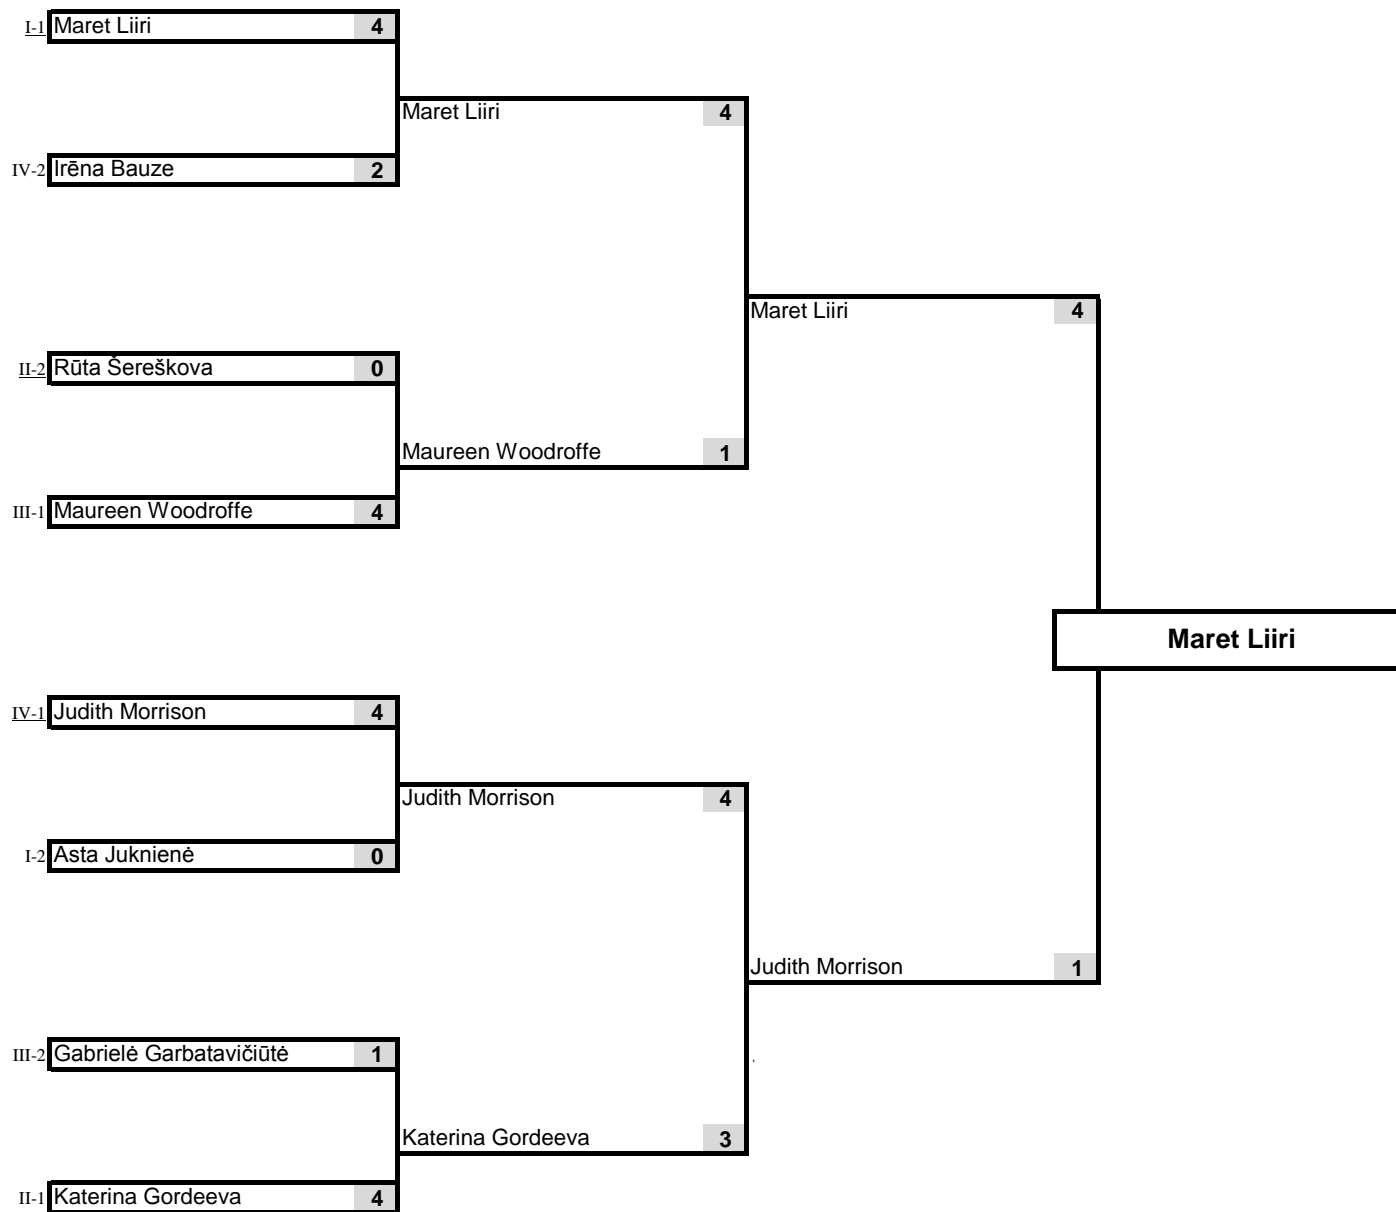 I-1 Maret Liiri 4
Maret Liiri 4
IV-2 Irēna Bauze 2
Maret Liiri 4
II-2 Rūta Šereškova 0
Maureen Woodroffe 1
III-1 Maureen Woodroffe 4
Maret Liiri
IV-1 Judith Morrison 4
Judith Morrison 4
I-2 Asta Juknienė 0
Judith Morrison 1
III-2 Gabrielė Garbatavičiūtė 1
,
Katerina Gordeeva 3
II-1 Katerina Gordeeva 4